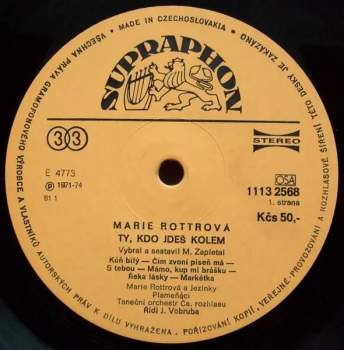 MADE IN CZECHOSLOVAKIA
VŠECHNA PRÁVA GRAMOFONOVÉHO VÝROBCE A VLASTNÍKŮ AUTORSKÝCH PRÁV K DÍLU VYHRAZENA. POŘIZOVÁNÍ KOPIÍ, VEŘEJNÉ PROVOZOVÁNÍ A ROZHLASOVÉ ŠÍŘENÍ TÉTO DESKY JE ZAKÁZÁNO
SUPRAPHON
33
STEREO
E 4773
℗ 1971-74
81 1
OSA
1113 2568
1. strana
Kčs 50,-
MARIE ROTTROVÁ
TY, KDO JDEŠ KOLEM
Vybral a sestavil M. Zapletal
Kůň bílý — Čím zvoní píseň má —
S tebou — Mámo, kup mi brášku —
Řeka lásky — Markétka
Marie Rottrová a Jezinky
Plameňáci
Taneční orchestr Čs. rozhlasu
Řídí J. Vobruba